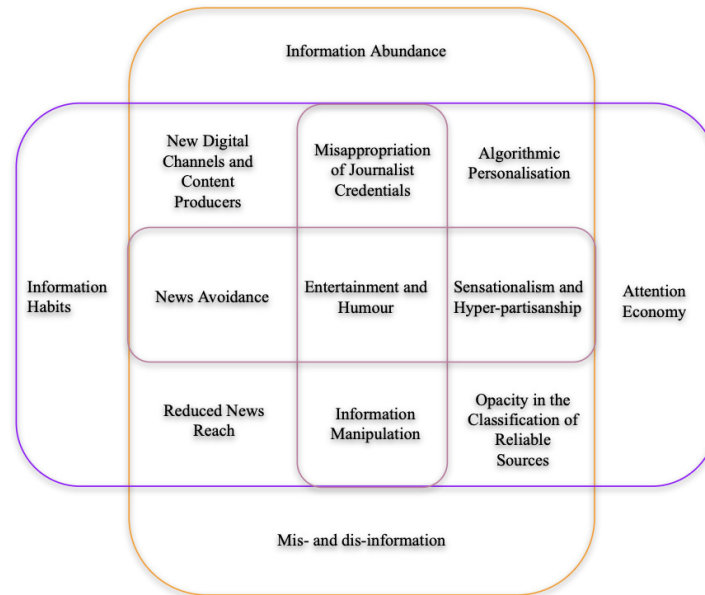 Information Abundance
New Digital
Channels and
Content
Producers
Misappropriation
of Journalist
Credentials
Algorithmic
Personalisation
Information
Habits
News Avoidance
Entertainment and
Humour
Sensationalism and
Hyper-partisanship
Attention
Economy
Reduced News
Reach
Information
Manipulation
Opacity in the
Classification of
Reliable
Sources
Mis- and dis-information